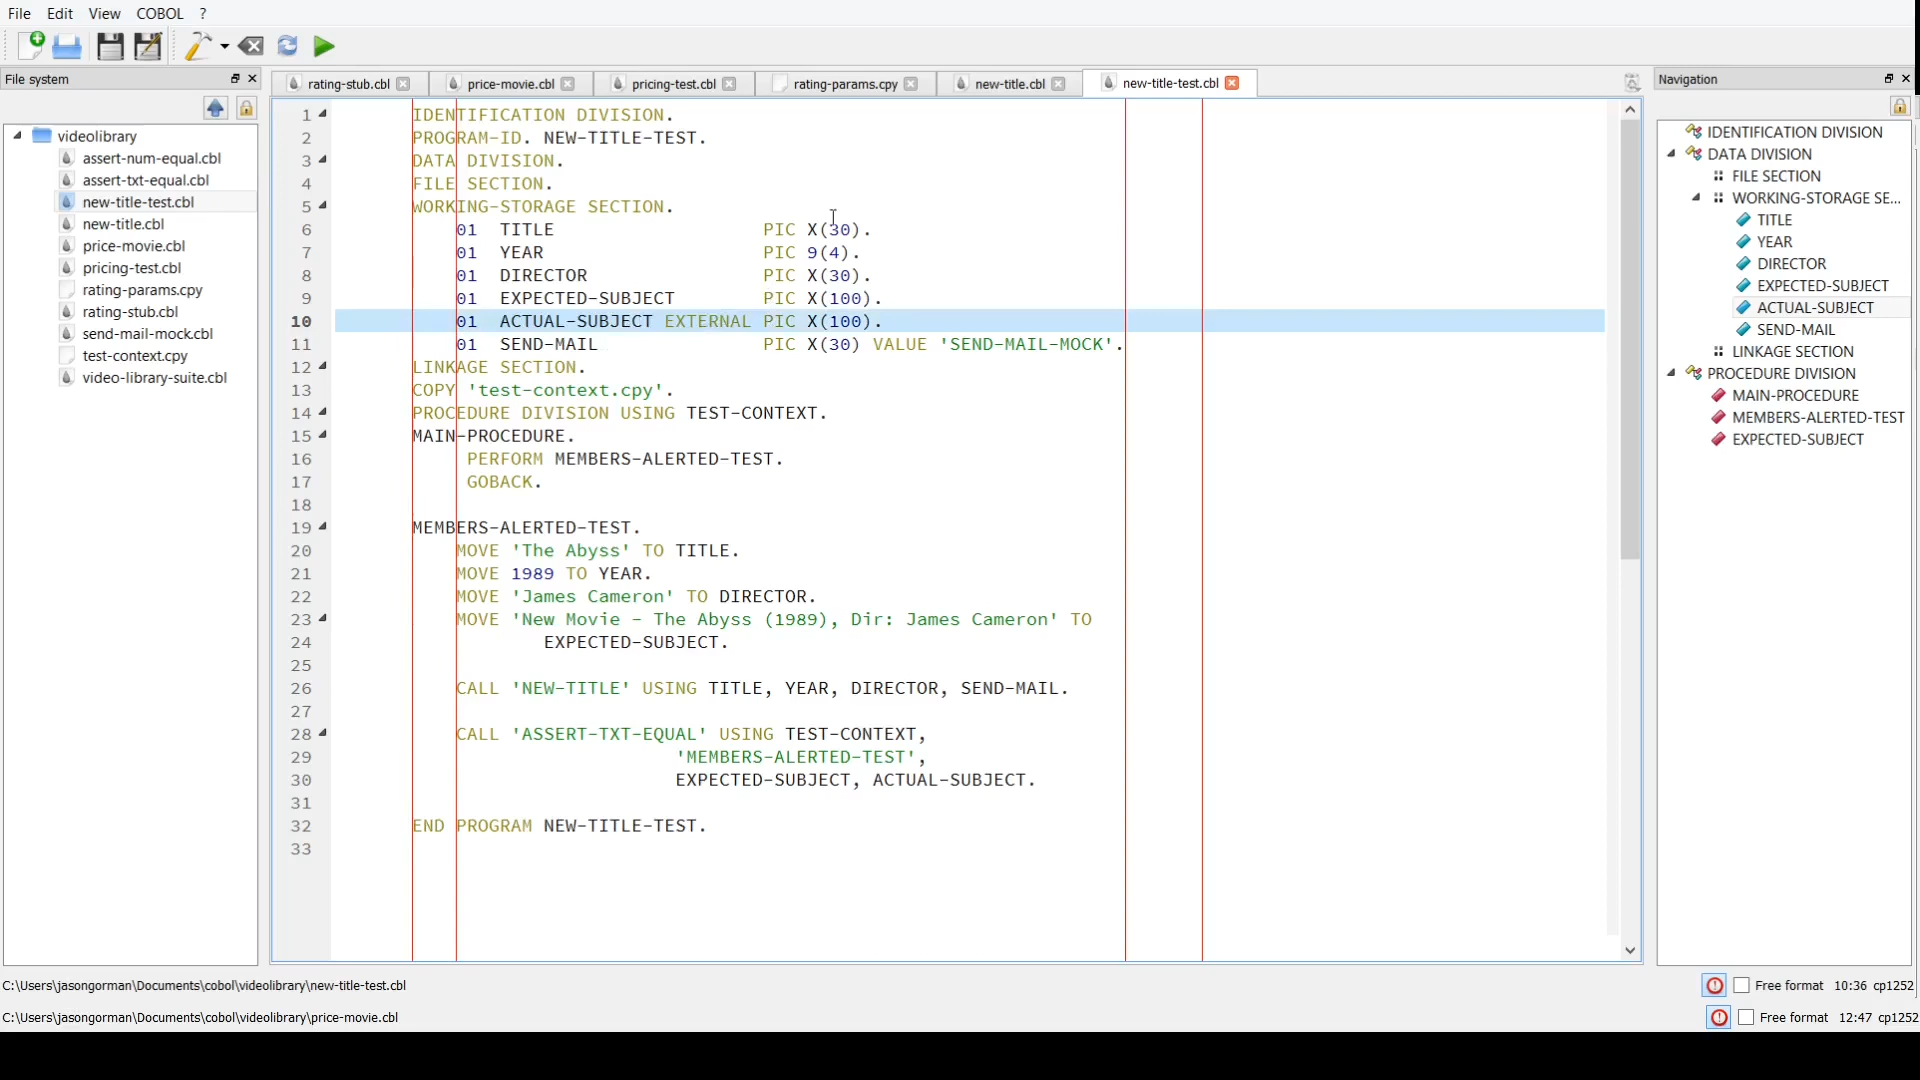 File Edit View COBOL ?
File system
videolibrary
assert-num-equal.cbl
assert-txt-equal.cbl
new-title-test.cbl
new-title.cbl
price-movie.cbl
pricing-test.cbl
rating-params.cpy
rating-stub.cbl
send-mail-mock.cbl
test-context.cpy
video-library-suite.cbl
rating-stub.cbl price-movie.cbl pricing-test.cbl rating-params.cpy new-title.cbl new-title-test.cbl
1 IDENTIFICATION DIVISION.
2 PROGRAM-ID. NEW-TITLE-TEST.
3 DATA DIVISION.
4 FILE SECTION.
5 WORKING-STORAGE SECTION.
6 01 TITLE PIC X(30).
7 01 YEAR PIC 9(4).
8 01 DIRECTOR PIC X(30).
9 01 EXPECTED-SUBJECT PIC X(100).
10 01 ACTUAL-SUBJECT EXTERNAL PIC X(100).
11 01 SEND-MAIL PIC X(30) VALUE 'SEND-MAIL-MOCK'.
12 LINKAGE SECTION.
13 COPY 'test-context.cpy'.
14 PROCEDURE DIVISION USING TEST-CONTEXT.
15 MAIN-PROCEDURE.
16 PERFORM MEMBERS-ALERTED-TEST.
17 GOBACK.
18
19 MEMBERS-ALERTED-TEST.
20 MOVE 'The Abyss' TO TITLE.
21 MOVE 1989 TO YEAR.
22 MOVE 'James Cameron' TO DIRECTOR.
23 MOVE 'New Movie - The Abyss (1989), Dir: James Cameron' TO
24 EXPECTED-SUBJECT.
25
26 CALL 'NEW-TITLE' USING TITLE, YEAR, DIRECTOR, SEND-MAIL.
27
28 CALL 'ASSERT-TXT-EQUAL' USING TEST-CONTEXT,
29 'MEMBERS-ALERTED-TEST',
30 EXPECTED-SUBJECT, ACTUAL-SUBJECT.
31
32 END PROGRAM NEW-TITLE-TEST.
33
Navigation
IDENTIFICATION DIVISION
DATA DIVISION
FILE SECTION
WORKING-STORAGE SE...
TITLE
YEAR
DIRECTOR
EXPECTED-SUBJECT
ACTUAL-SUBJECT
SEND-MAIL
LINKAGE SECTION
PROCEDURE DIVISION
MAIN-PROCEDURE
MEMBERS-ALERTED-TEST
EXPECTED-SUBJECT
C:\Users\jasongorman\Documents\cobol\videolibrary\new-title-test.cbl Free format 10:36 cp1252
C:\Users\jasongorman\Documents\cobol\videolibrary\price-movie.cbl Free format 12:47 cp1252